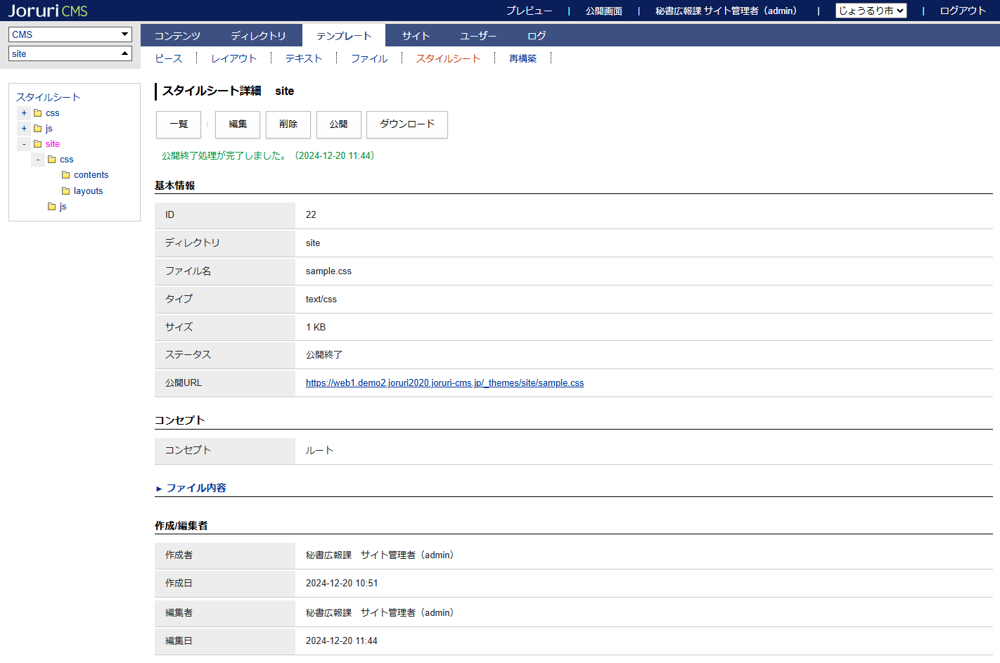 Joruri CMS
プレビュー | 公開画面 | 秘書広報課 サイト管理者（admin） | じょうるり市 | ログアウト
CMS
site
コンテンツ ディレクトリ テンプレート サイト ユーザー ログ
ピース レイアウト テキスト ファイル スタイルシート 再構築
スタイルシート
+ css
+ js
- site
- css
contents
layouts
js
スタイルシート詳細 site
一覧 編集 削除 公開 ダウンロード
公開終了処理が完了しました。（2024-12-20 11:44）
基本情報
ID 22
ディレクトリ site
ファイル名 sample.css
タイプ text/css
サイズ 1 KB
ステータス 公開終了
公開URL https://web1.demo2.joruri2020.joruri-cms.jp/_themes/site/sample.css
コンセプト
コンセプト ルート
► ファイル内容
作成/編集者
作成者 秘書広報課 サイト管理者（admin）
作成日 2024-12-20 10:51
編集者 秘書広報課 サイト管理者（admin）
編集日 2024-12-20 11:44